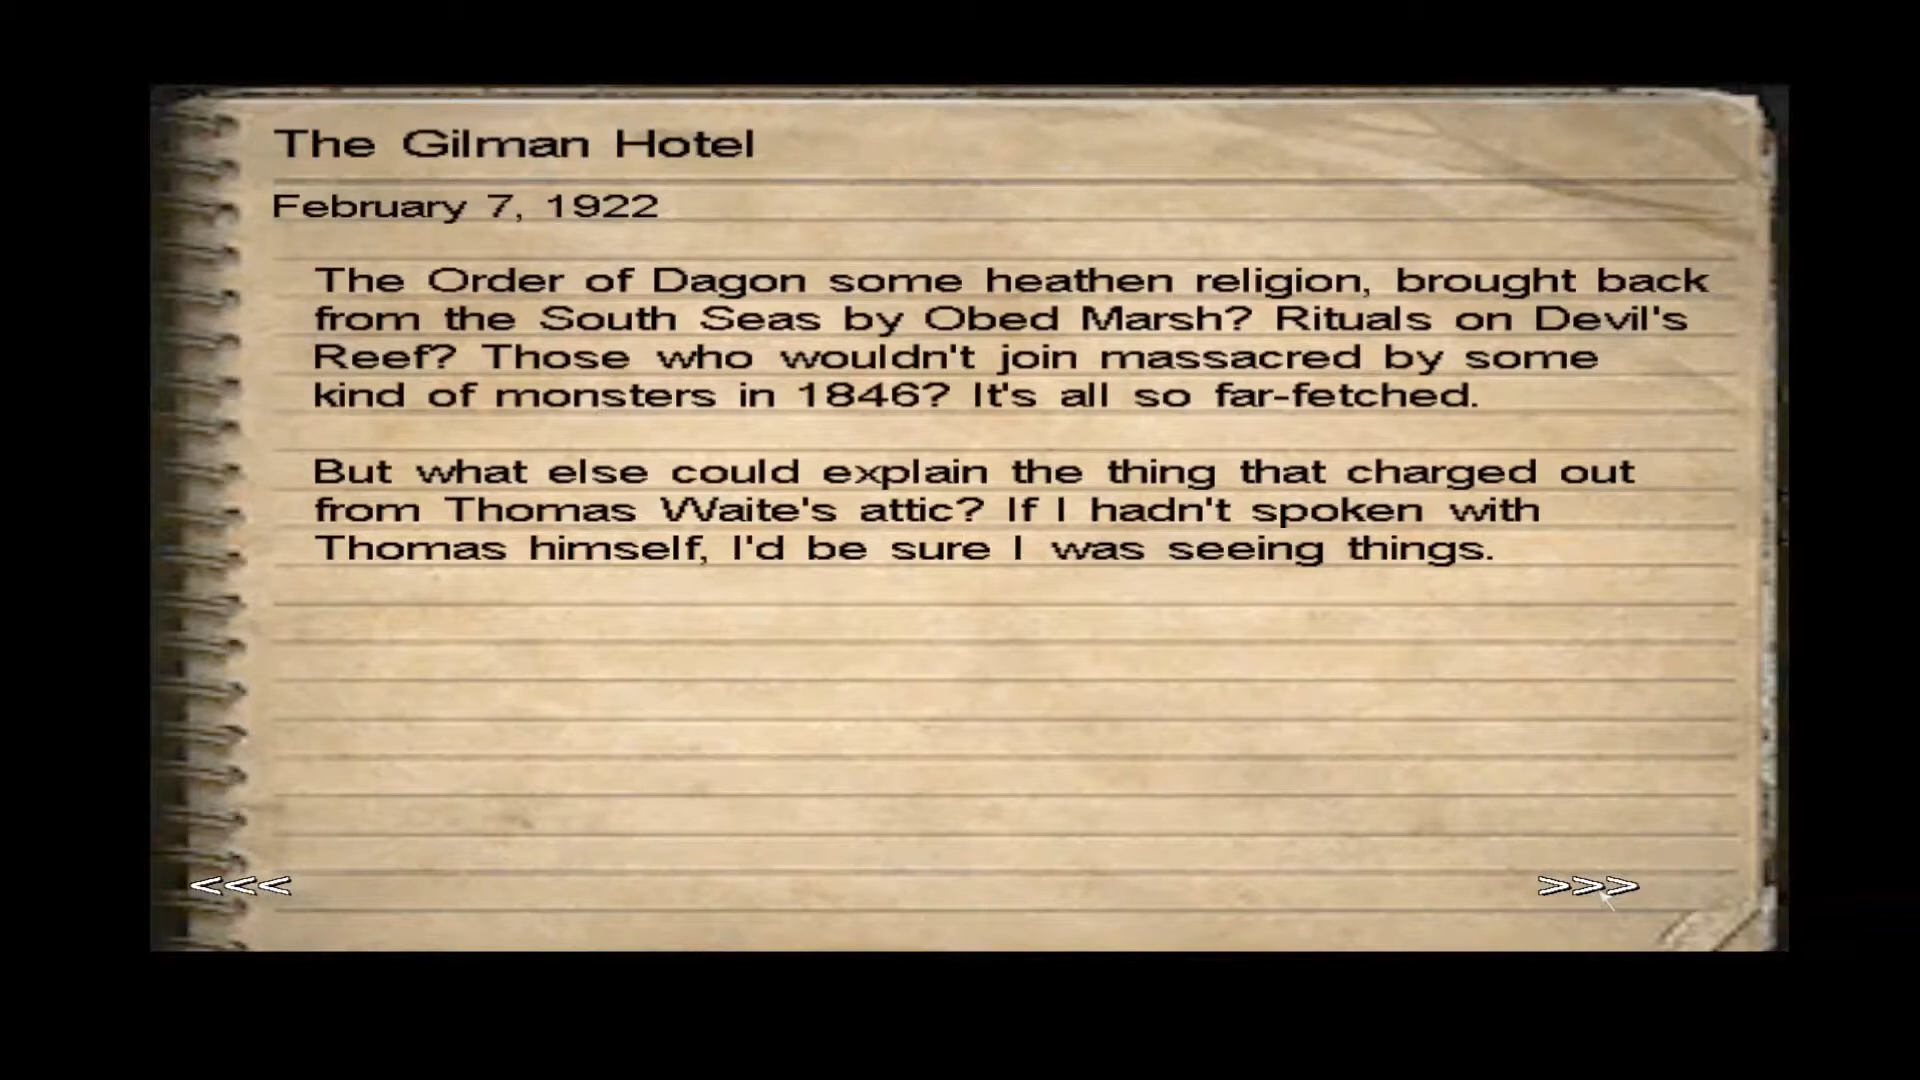 The Gilman Hotel
February 7, 1922
The Order of Dagon some heathen religion, brought back
from the South Seas by Obed Marsh? Rituals on Devil's
Reef? Those who wouldn't join massacred by some
kind of monsters in 1846? It's all so far-fetched.
But what else could explain the thing that charged out
from Thomas Waite's attic? If I hadn't spoken with
Thomas himself, I'd be sure I was seeing things.
<<< >>>